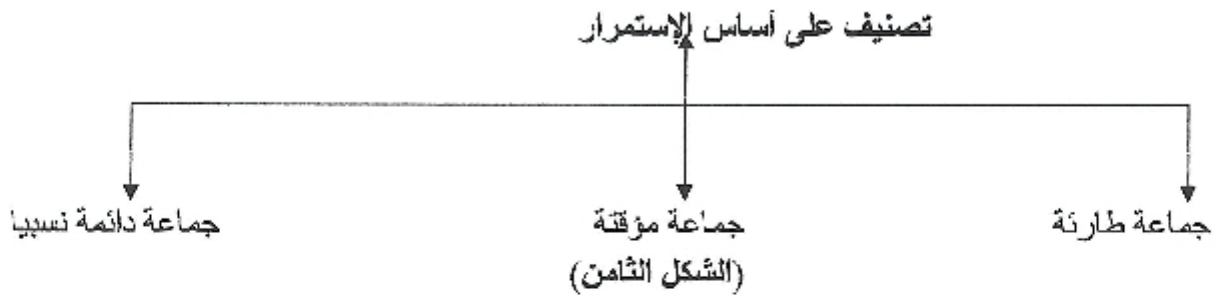 تصنيف على أساس الإستمرار
جماعة طارئة
جماعة مؤقتة
جماعة دائمة نسبيا
(الشكل الثامن)